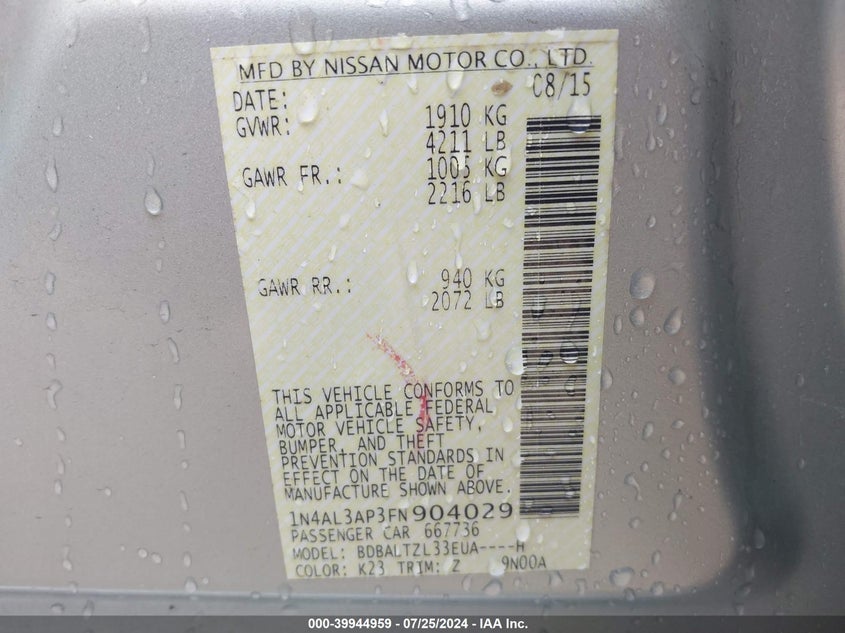 MFD BY NISSAN MOTOR CO., LTD.
DATE: 08/15
GVWR: 1910 KG
4211 LB
GAWR FR.: 1005 KG
2216 LB
GAWR RR.: 940 KG
2072 LB
THIS VEHICLE CONFORMS TO
ALL APPLICABLE FEDERAL
MOTOR VEHICLE SAFETY,
BUMPER, AND THEFT
PREVENTION STANDARDS IN
EFFECT ON THE DATE OF
MANUFACTURE SHOWN ABOVE.
1N4AL3AP3FN904029
PASSENGER CAR 667736
MODEL: BDBALTZL33EUA----H
COLOR: K23 TRIM: Z 9N00A
000-39944959 - 07/25/2024 - IAA Inc.